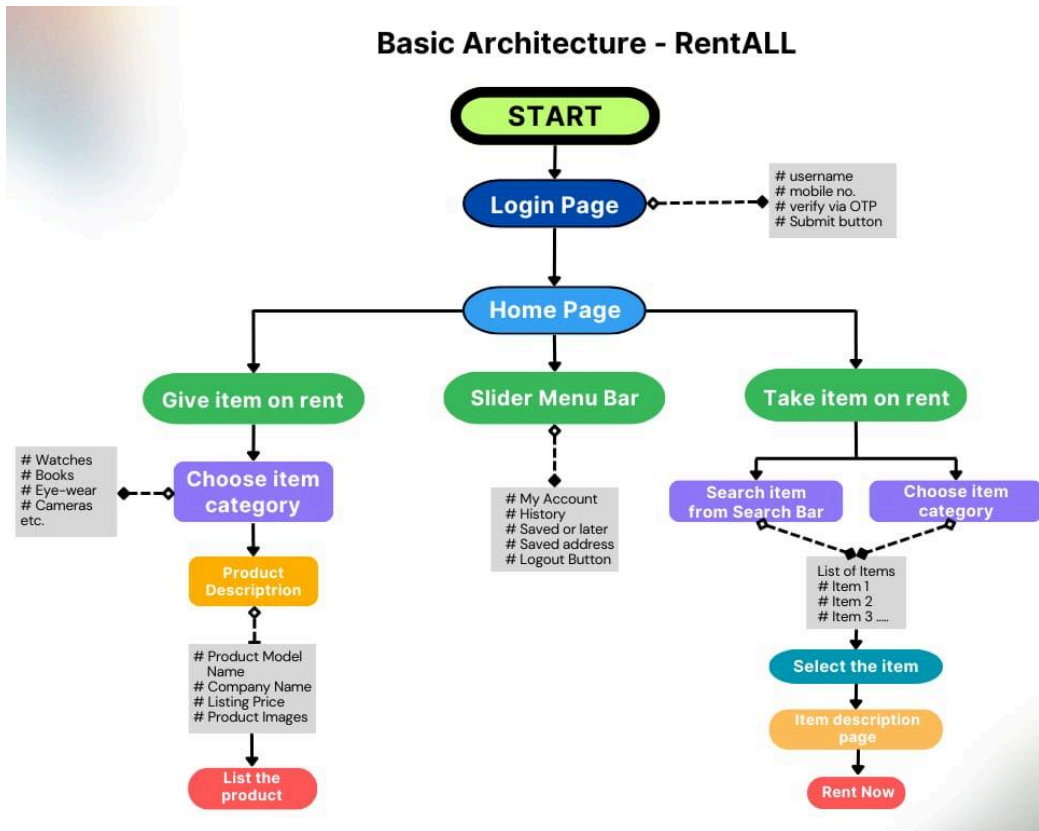 Basic Architecture - RentALL
START
Login Page
# username
# mobile no.
# verify via OTP
# Submit button
Home Page
Give item on rent
Slider Menu Bar
Take item on rent
# Watches
# Books
# Eye-wear
# Cameras
etc.
Choose item
category
# My Account
# History
# Saved or later
# Saved address
# Logout Button
Search item
from Search Bar
Choose item
category
Product
Descriptrion
List of Items
# Item 1
# Item 2
# Item 3 .....
# Product Model
Name
# Company Name
# Listing Price
# Product Images
Select the item
Item description
page
List the
product
Rent Now